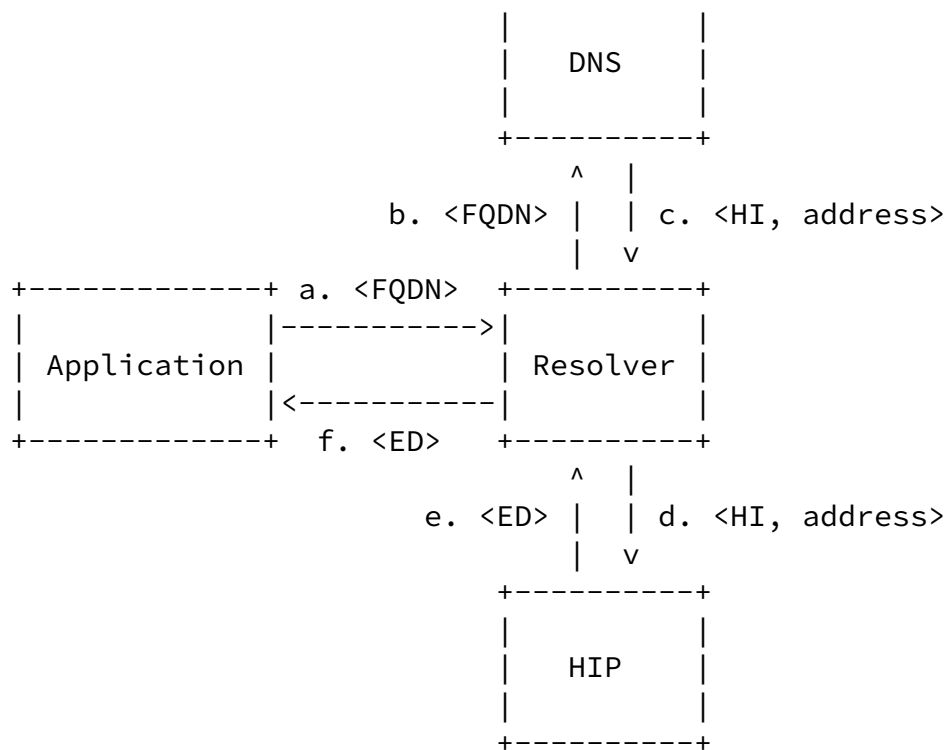 DNS
b. <FQDN> c. <HI, address>
a. <FQDN>
Application Resolver
f. <ED>
e. <ED> d. <HI, address>
HIP